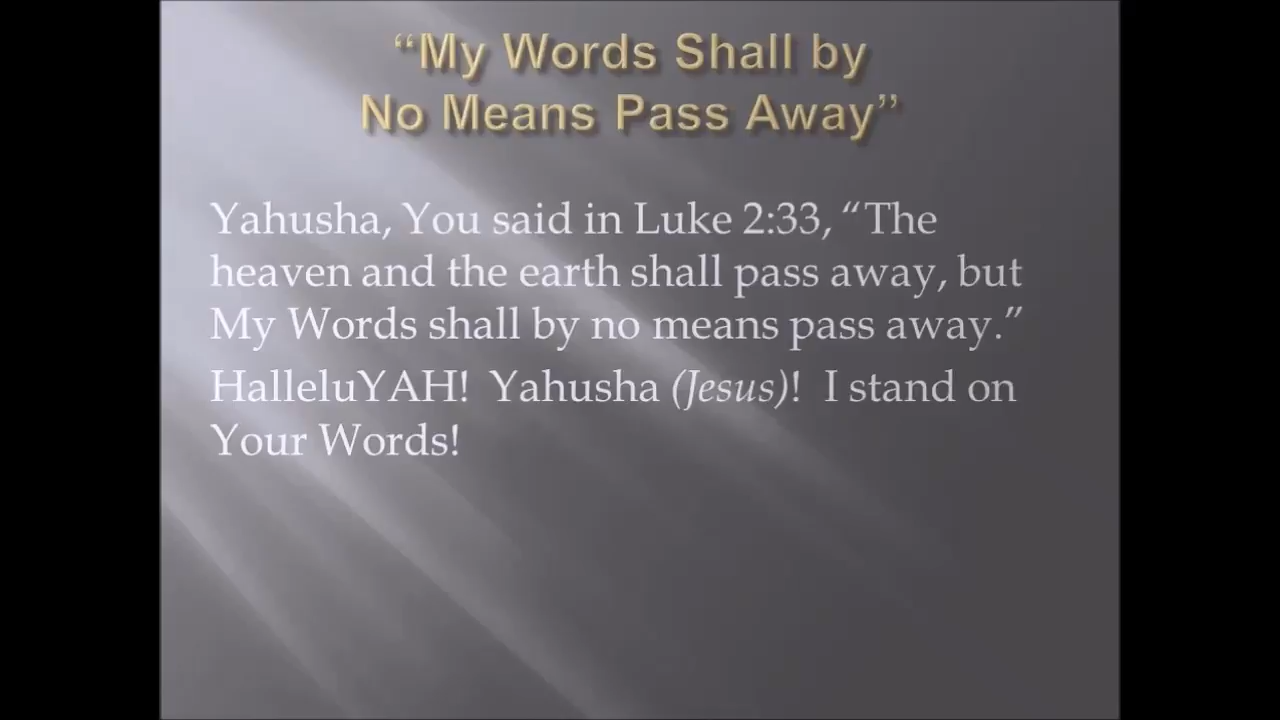 “My Words Shall by
No Means Pass Away”
Yahusha, You said in Luke 2:33, “The
heaven and the earth shall pass away, but
My Words shall by no means pass away.”
HalleluYAH!  Yahusha (Jesus)!  I stand on
Your Words!